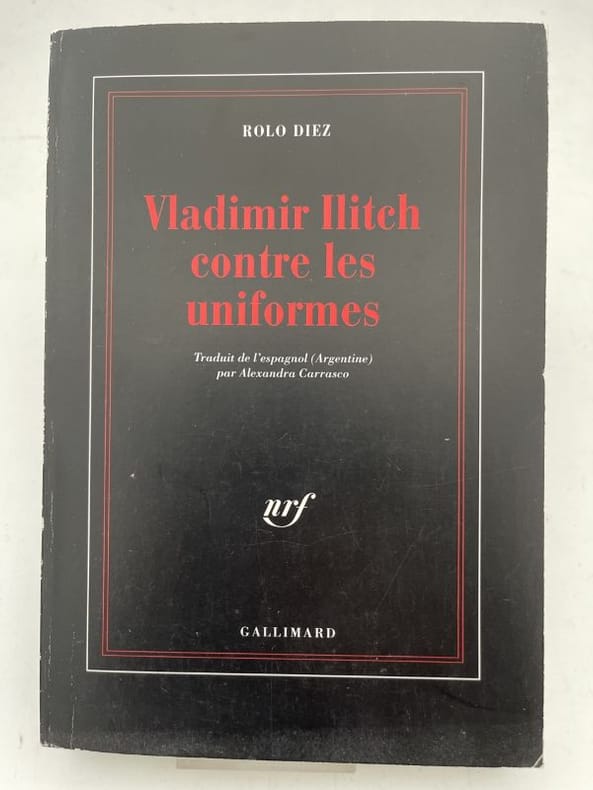 ROLO DIEZ
Vladimir Ilitch
contre les
uniformes
Traduit de l'espagnol (Argentine)
par Alexandra Carrasco
nrf
GALLIMARD